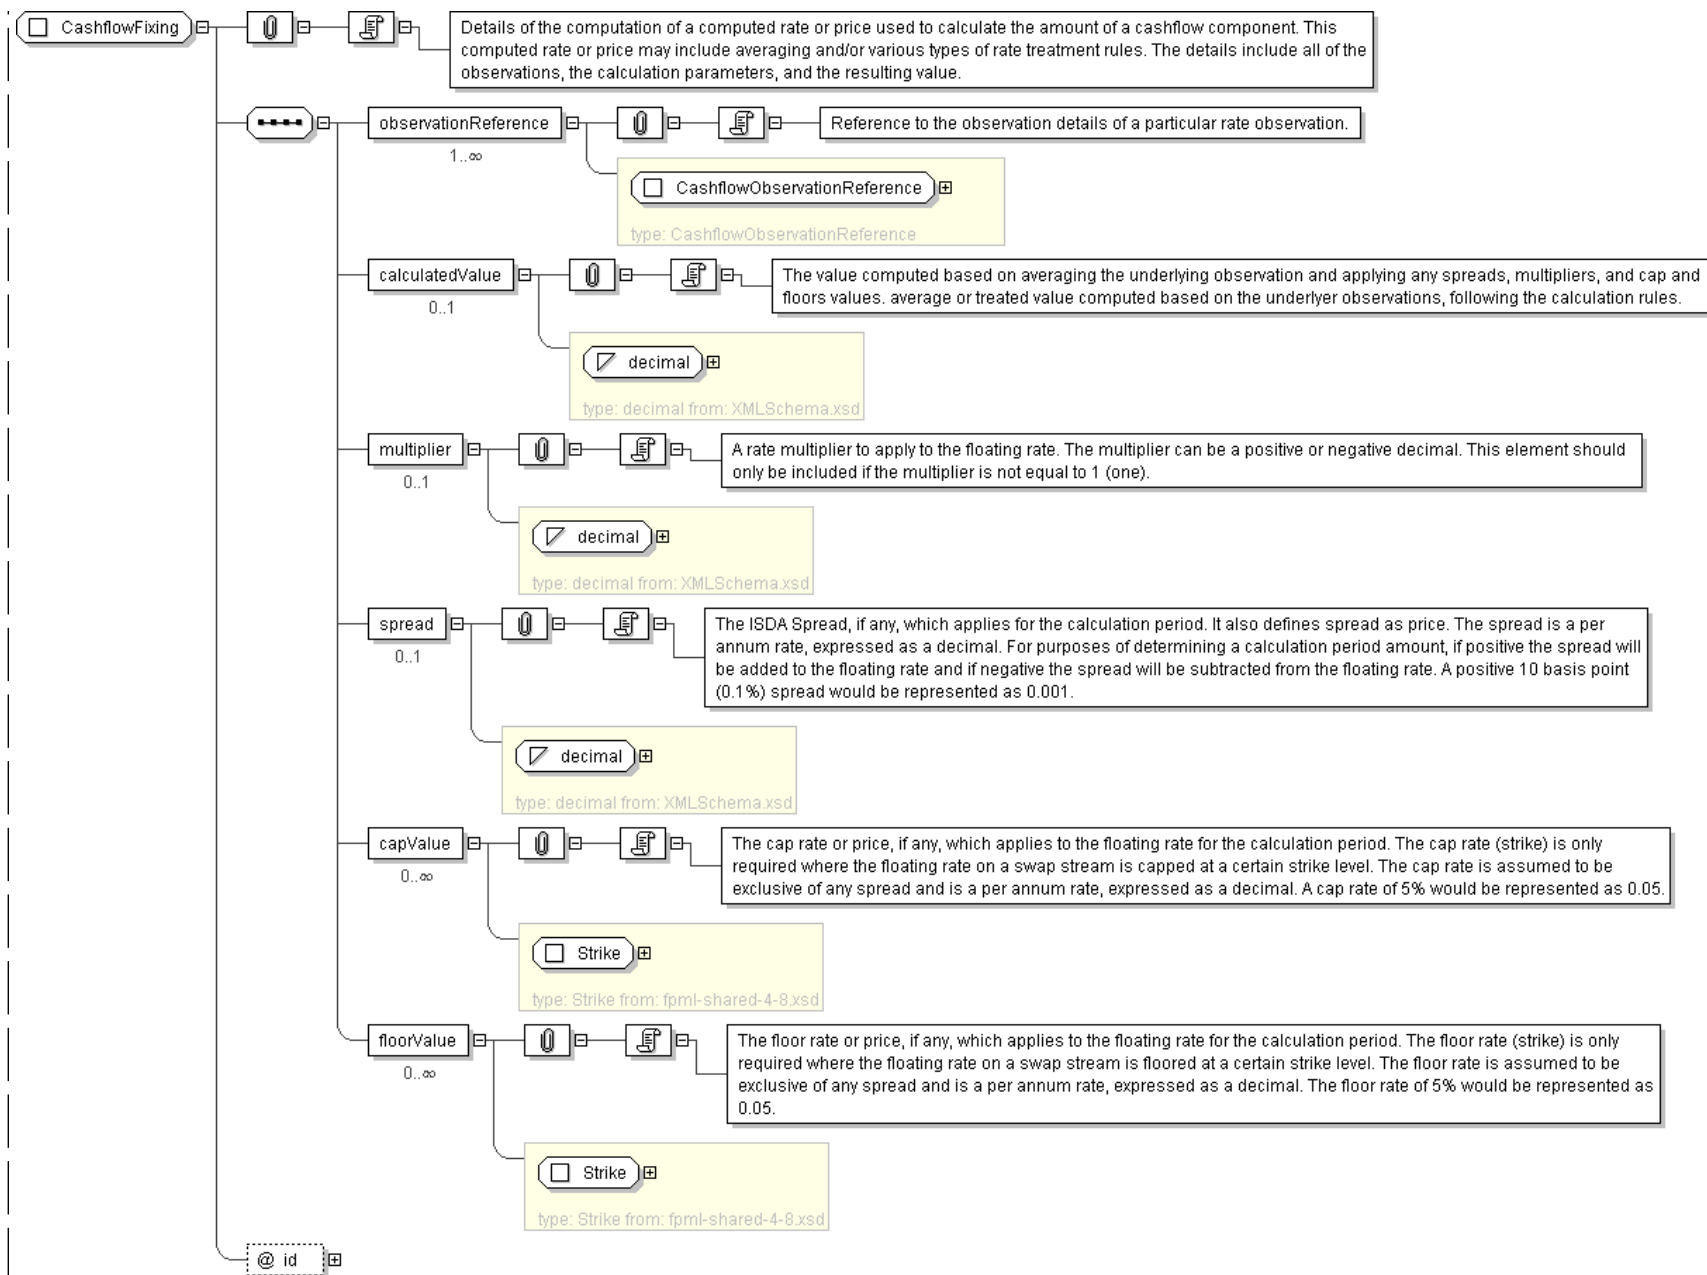 CashflowFixing
Details of the computation of a computed rate or price used to calculate the amount of a cashflow component. This
computed rate or price may include averaging and/or various types of rate treatment rules. The details include all of the
observations, the calculation parameters, and the resulting value.
observationReference
1..∞
Reference to the observation details of a particular rate observation.
CashflowObservationReference
type: CashflowObservationReference
calculatedValue
0..1
The value computed based on averaging the underlying observation and applying any spreads, multipliers, and cap and
floors values. average or treated value computed based on the underlyer observations, following the calculation rules.
decimal
type: decimal from: XMLSchema.xsd
multiplier
0..1
A rate multiplier to apply to the floating rate. The multiplier can be a positive or negative decimal. This element should
only be included if the multiplier is not equal to 1 (one).
decimal
type: decimal from: XMLSchema.xsd
spread
0..1
The ISDA Spread, if any, which applies for the calculation period. It also defines spread as price. The spread is a per
annum rate, expressed as a decimal. For purposes of determining a calculation period amount, if positive the spread will
be added to the floating rate and if negative the spread will be subtracted from the floating rate. A positive 10 basis point
(0.1%) spread would be represented as 0.001.
decimal
type: decimal from: XMLSchema.xsd
capValue
0..∞
The cap rate or price, if any, which applies to the floating rate for the calculation period. The cap rate (strike) is only
required where the floating rate on a swap stream is capped at a certain strike level. The cap rate is assumed to be
exclusive of any spread and is a per annum rate, expressed as a decimal. A cap rate of 5% would be represented as 0.05.
Strike
type: Strike from: fpml-shared-4-8.xsd
floorValue
0..∞
The floor rate or price, if any, which applies to the floating rate for the calculation period. The floor rate (strike) is only
required where the floating rate on a swap stream is floored at a certain strike level. The floor rate is assumed to be
exclusive of any spread and is a per annum rate, expressed as a decimal. The floor rate of 5% would be represented as
0.05.
Strike
type: Strike from: fpml-shared-4-8.xsd
@ id